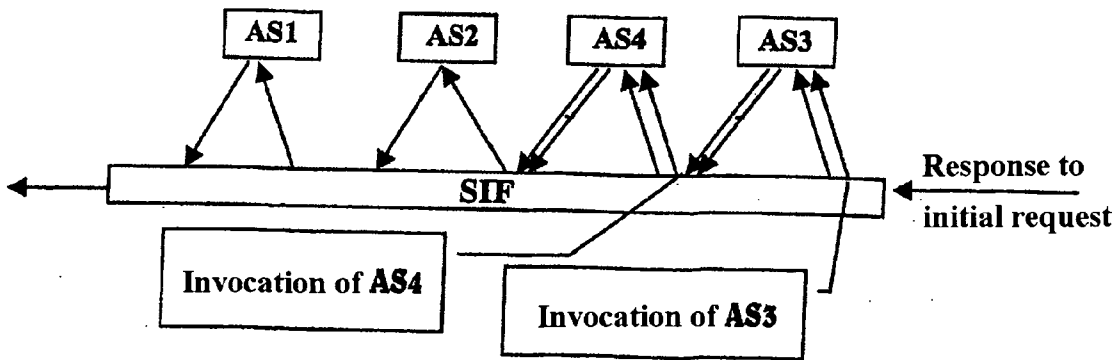 AS1
AS2
AS4
AS3
SIF
Response to
initial request
Invocation of AS4
Invocation of AS3